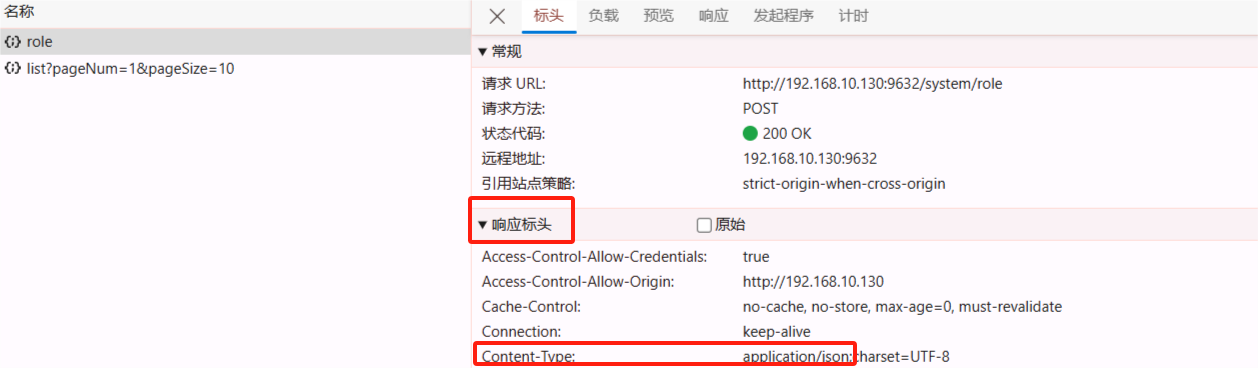 名称
role
list?pageNum=1&pageSize=10
标头 负载 预览 响应 发起程序 计时
常规
请求 URL: http://192.168.10.130:9632/system/role
请求方法: POST
状态代码: 200 OK
远程地址: 192.168.10.130:9632
引用站点策略: strict-origin-when-cross-origin
响应标头 原始
Access-Control-Allow-Credentials: true
Access-Control-Allow-Origin: http://192.168.10.130
Cache-Control: no-cache, no-store, max-age=0, must-revalidate
Connection: keep-alive
Content-Type: application/json;charset=UTF-8